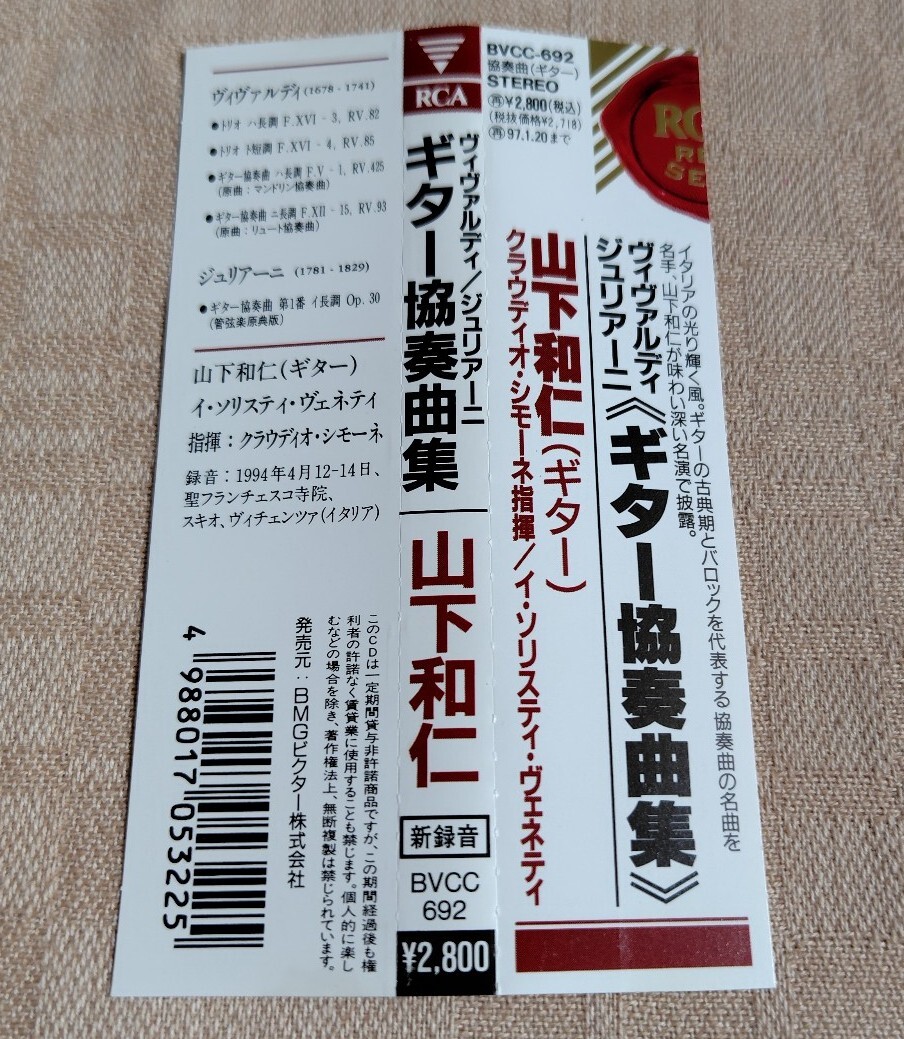 ヴィヴァルディ(1678 - 1741)
●トリオ ハ長調 F.XVI - 3, RV.82
●トリオ ト短調 F.XVI - 4, RV.85
●ギター協奏曲 ハ長調 F.V - 1, RV.425
(原曲：マンドリン協奏曲)
●ギター協奏曲 ニ長調 F.XII - 15, RV.93
(原曲：リュート協奏曲)
ジュリアーニ (1781 - 1829)
●ギター協奏曲 第1番 イ長調 Op. 30
(管弦楽原典版)
山下和仁(ギター)
イ・ソリスティ・ヴェネティ
指揮：クラウディオ・シモーネ
録音：1994年4月12-14日、
聖フランチェスコ寺院、
スキオ、ヴィチェンツァ(イタリア)
このCDは一定期間貸与非許諾商品ですが、この期間経過後も権
利者の許諾なく賃貸業に使用することも禁じます。個人的に楽し
むなどの場合を除き、著作権法上、無断複製は禁じられています。
発売元：BMGビクター株式会社
4 988017 053225
RCA
ヴィヴァルディ/ジュリアーニ
ギター協奏曲集
山下和仁
新録音
BVCC
692
¥2,800
BVCC-692
協奏曲(ギター)
STEREO
再¥2,800(税込)
(税抜価格¥2,718)
再97.1.20まで
RC
RE
SE
イタリアの光り輝く風。ギターの古典期とバロックを代表する協奏曲の名曲を
名手、山下和仁が味わい深い名演で披露。
ヴィヴァルディ
ジュリアーニ
《ギター協奏曲集》
山下和仁(ギター)
クラウディオ・シモーネ指揮/イ・ソリスティ・ヴェネティ